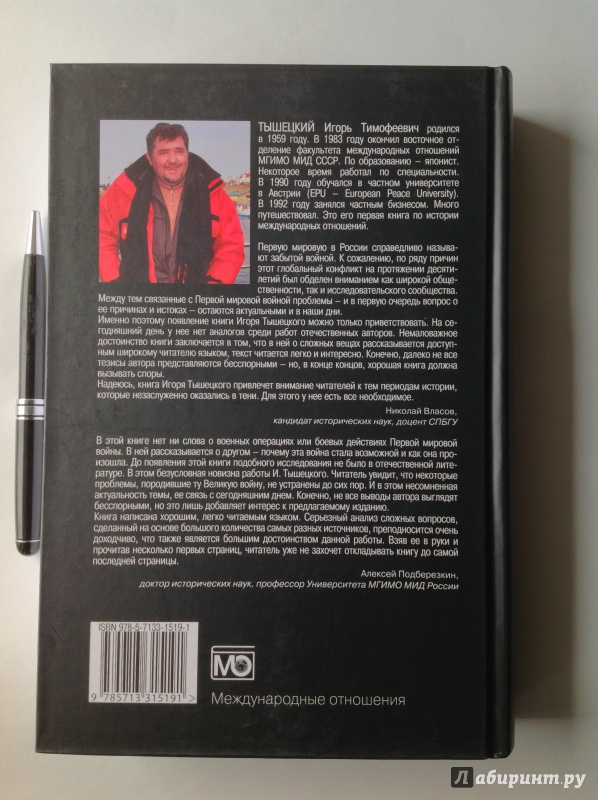 ТЫШЕЦКИЙ Игорь Тимофеевич родился
в 1959 году. В 1983 году окончил восточное от-
деление факультета международных отношений
МГИМО МИД СССР. По образованию – японист.
Некоторое время работал по специальности.
В 1990 году обучался в частном университете
в Австрии (EPU – European Peace University).
В 1992 году занялся частным бизнесом. Много
путешествовал. Это его первая книга по истории
международных отношений.
Первую мировую в России справедливо называ-
ют забытой войной. К сожалению, по ряду причин
этот глобальный конфликт на протяжении десяти-
летий был обделен вниманием как широкой обще-
ственности, так и исследовательского сообщества.
Между тем связанные с Первой мировой войной проблемы – и в первую очередь вопрос о
ее причинах и истоках – остаются актуальными и в наши дни.
Именно поэтому появление книги Игоря Тышецкого можно только приветствовать. На се-
годняшний день у нее нет аналогов среди работ отечественных авторов. Немаловажное
достоинство книги заключается в том, что в ней о сложных вещах рассказывается доступ-
ным широкому читателю языком, текст читается легко и интересно. Конечно, далеко не все
тезисы автора представляются бесспорными – но, в конце концов, хорошая книга должна
вызывать споры.
Надеюсь, книга Игоря Тышецкого привлечет внимание читателей к тем периодам истории,
которые незаслуженно оказались в тени. Для этого у нее есть все необходимое.
Николай Власов,
кандидат исторических наук, доцент СПБГУ
В этой книге нет ни слова о военных операциях или боевых действиях Первой мировой
войны. В ней рассказывается о другом – почему эта война стала возможной и как она про-
изошла. До появления этой книги подобного исследования не было в отечественной лите-
ратуре. В этом безусловная новизна работы И. Тышецкого. Читатель увидит, что некоторые
проблемы, породившие ту Великую войну, не устранены до сих пор. И в этом несомненная
актуальность темы, ее связь с сегодняшним днем. Конечно, не все выводы автора выглядят
бесспорными, но это лишь добавляет интерес к предлагаемому изданию.
Книга написана хорошим, легко читаемым языком. Серьезный анализ сложных вопросов,
сделанный на основе большого количества самых разных источников, преподносится очень
доходчиво, что также является большим достоинством данной работы. Взяв ее в руки и
прочитав несколько первых страниц, читатель уже не захочет откладывать книгу до самой
последней страницы.
Алексей Подберезкин,
доктор исторических наук, профессор Университета МГИМО МИД России
ISBN 978-5-7133-1519-1
9 785713 315191 >
МО
Международные отношения
Лабиринт.ру